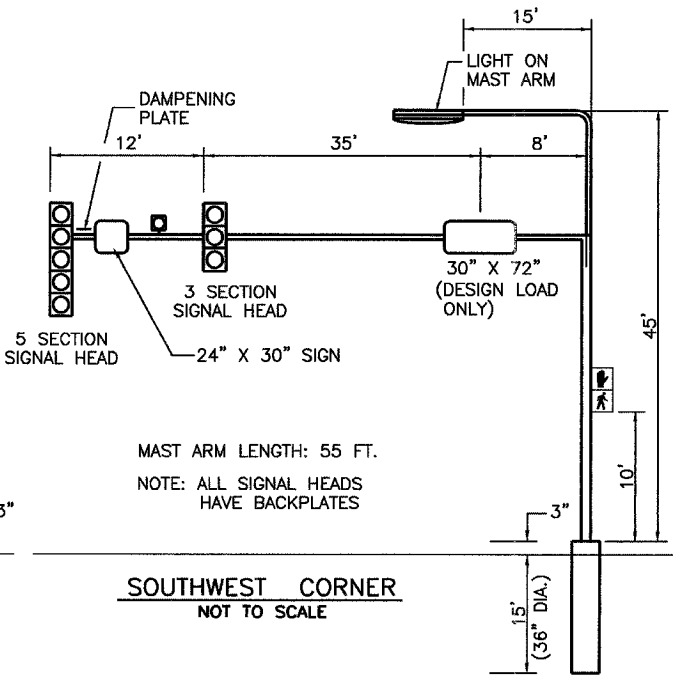 15'
LIGHT ON
MAST ARM
DAMPENING
PLATE
12'
35'
8'
30" X 72"
(DESIGN LOAD
ONLY)
3 SECTION
SIGNAL HEAD
5 SECTION
SIGNAL HEAD
24" X 30" SIGN
45'
MAST ARM LENGTH: 55 FT.
NOTE: ALL SIGNAL HEADS
HAVE BACKPLATES
10'
3"
3"
SOUTHWEST CORNER
NOT TO SCALE
15'
(36" DIA.)